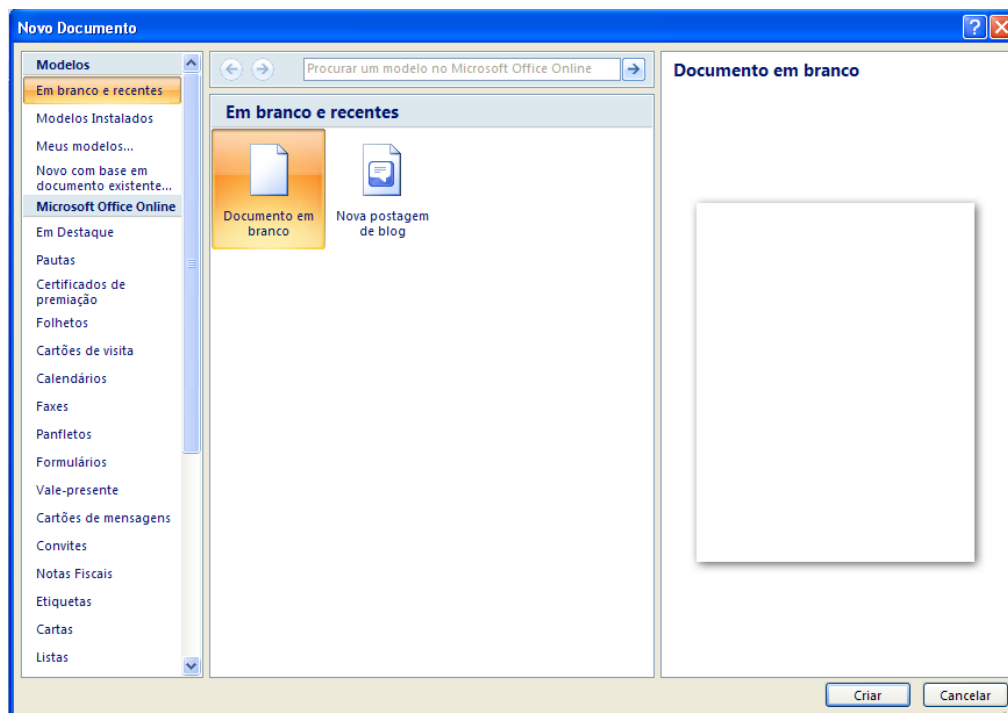 Novo Documento
Modelos
Em branco e recentes
Modelos Instalados
Meus modelos...
Novo com base em
documento existente...
Microsoft Office Online
Em Destaque
Pautas
Certificados de
premiação
Folhetos
Cartões de visita
Calendários
Faxes
Panfletos
Formulários
Vale-presente
Cartões de mensagens
Convites
Notas Fiscais
Etiquetas
Cartas
Listas
Procurar um modelo no Microsoft Office Online
Em branco e recentes
Documento em
branco
Nova postagem
de blog
Documento em branco
Criar
Cancelar